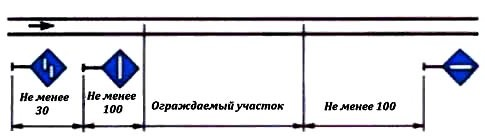 Не менее
30
Не менее
100
Ограждаемый участок
Не менее 100